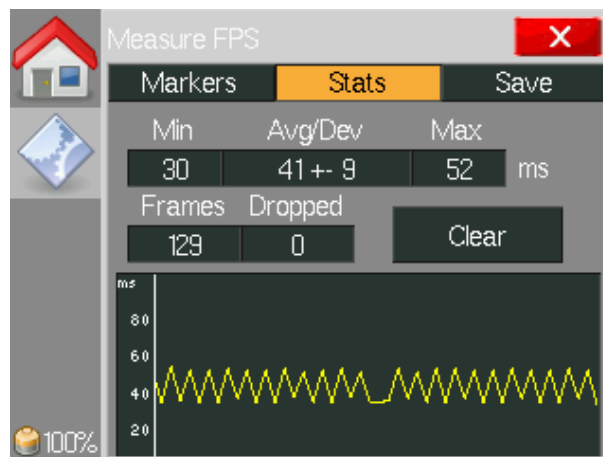 Measure FPS
Markers Stats Save
Min Avg/Dev Max
30 41 +- 9 52 ms
Frames Dropped
129 0 Clear
ms
80
60
40
20
100%